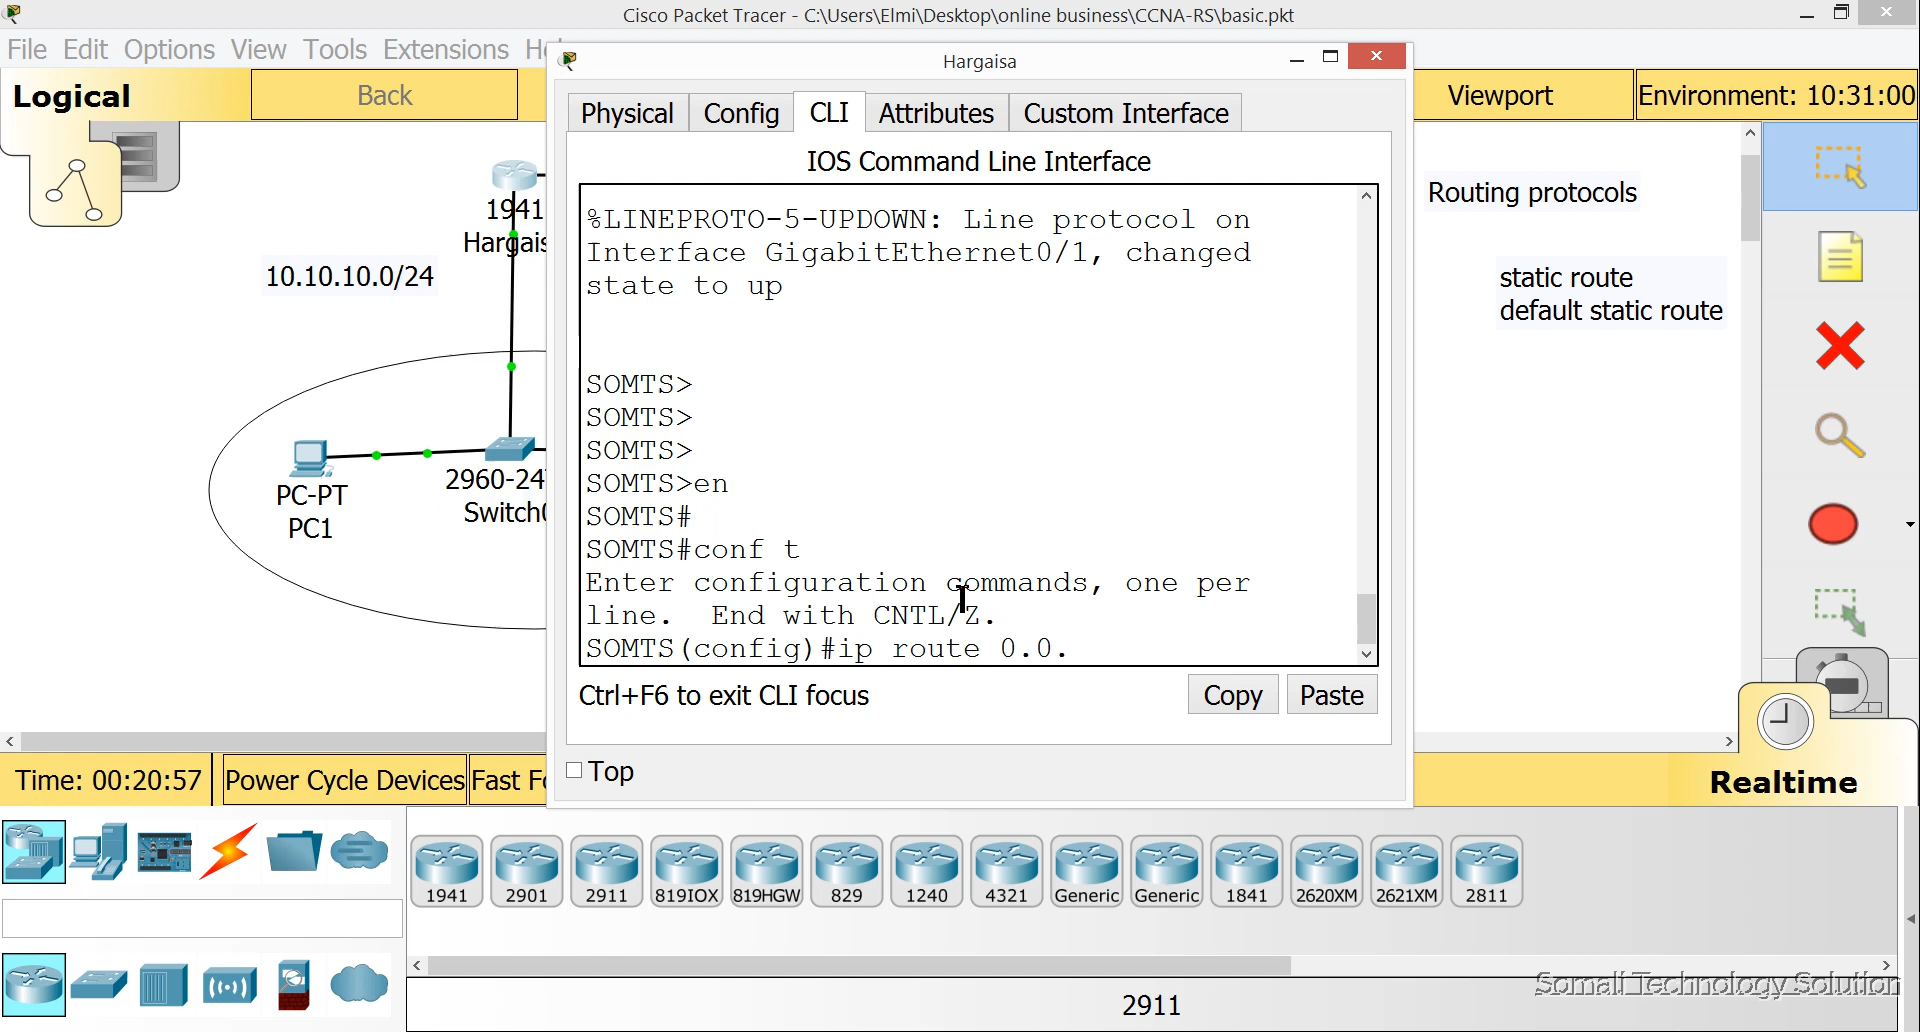 Cisco Packet Tracer - C:\Users\Elmi\Desktop\online business\CCNA-RS\basic.pkt
File Edit Options View Tools Extensions
Logical
Back
Viewport
Environment: 10:31:00
Hargaisa
Physical
Config
CLI
Attributes
Custom Interface
IOS Command Line Interface
%LINEPROTO-5-UPDOWN: Line protocol on
Interface GigabitEthernet0/1, changed
state to up
SOMTS>
SOMTS>
SOMTS>
SOMTS>en
SOMTS#
SOMTS#conf t
Enter configuration commands, one per
line.  End with CNTL/Z.
SOMTS(config)#ip route 0.0.
Ctrl+F6 to exit CLI focus
Copy
Paste
Top
1941
Hargais
10.10.10.0/24
PC-PT
PC1
2960-24
Switch0
Routing protocols
static route
default static route
Time: 00:20:57
Power Cycle Devices
Fast Fo
Realtime
1941
2901
2911
819IOX
819HGW
829
1240
4321
Generic
Generic
1841
2620XM
2621XM
2811
2911
Somali Technology Solution